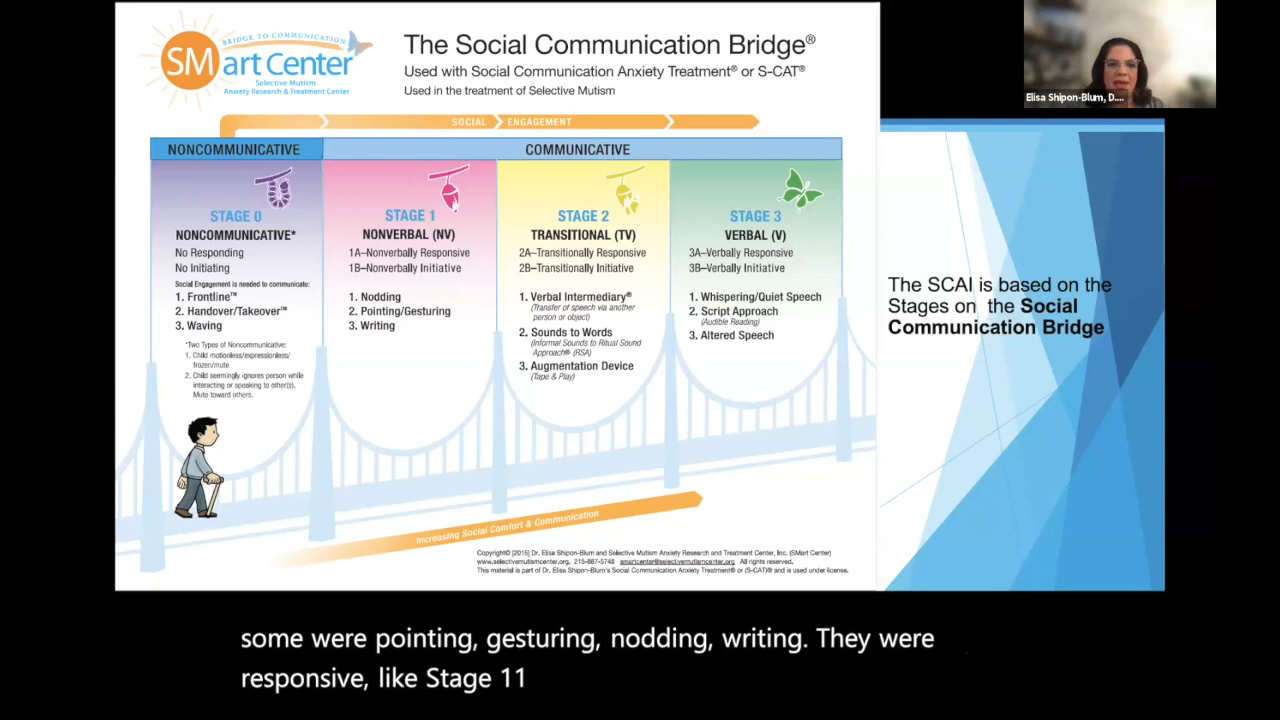 BRIDGE TO COMMUNICATION
SMart Center
Selective Mutism
Anxiety Research & Treatment Center
The Social Communication Bridge®
Used with Social Communication Anxiety Treatment® or S-CAT®
Used in the treatment of Selective Mutism
SOCIAL ENGAGEMENT
NONCOMMUNICATIVE
COMMUNICATIVE
STAGE 0
NONCOMMUNICATIVE*
No Responding
No Initiating
Social Engagement is needed to communicate:
1. Frontline™
2. Handover/Takeover™
3. Waving
*Two Types of Noncommunicative:
1. Child motionless/expressionless/
frozen/mute
2. Child seemingly ignores person while
interacting or speaking to other(s).
Mute toward others.
STAGE 1
NONVERBAL (NV)
1A–Nonverbally Responsive
1B–Nonverbally Initiative
1. Nodding
2. Pointing/Gesturing
3. Writing
STAGE 2
TRANSITIONAL (TV)
2A–Transitionally Responsive
2B–Transitionally Initiative
1. Verbal Intermediary®
(Transfer of speech via another
person or object)
2. Sounds to Words
(Informal Sounds to Ritual Sound
Approach® (RSA)
3. Augmentation Device
(Tape & Play)
STAGE 3
VERBAL (V)
3A–Verbally Responsive
3B–Verbally Initiative
1. Whispering/Quiet Speech
2. Script Approach
(Audible Reading)
3. Altered Speech
Increasing Social Comfort & Communication
Copyright© [2015] Dr. Elisa Shipon-Blum and Selective Mutism Anxiety Research and Treatment Center, Inc. (SMart Center)
www.selectivemutismcenter.org, 215-887-5748 smartcenter@selectivemutismcenter.org All rights reserved.
This material is part of Dr. Elisa Shipon-Blum's Social Communication Anxiety Treatment® or (S-CAT)® and is used under license.
Elisa Shipon-Blum, D....
The SCAI is based on the
Stages on the Social
Communication Bridge
some were pointing, gesturing, nodding, writing. They were
responsive, like Stage 11